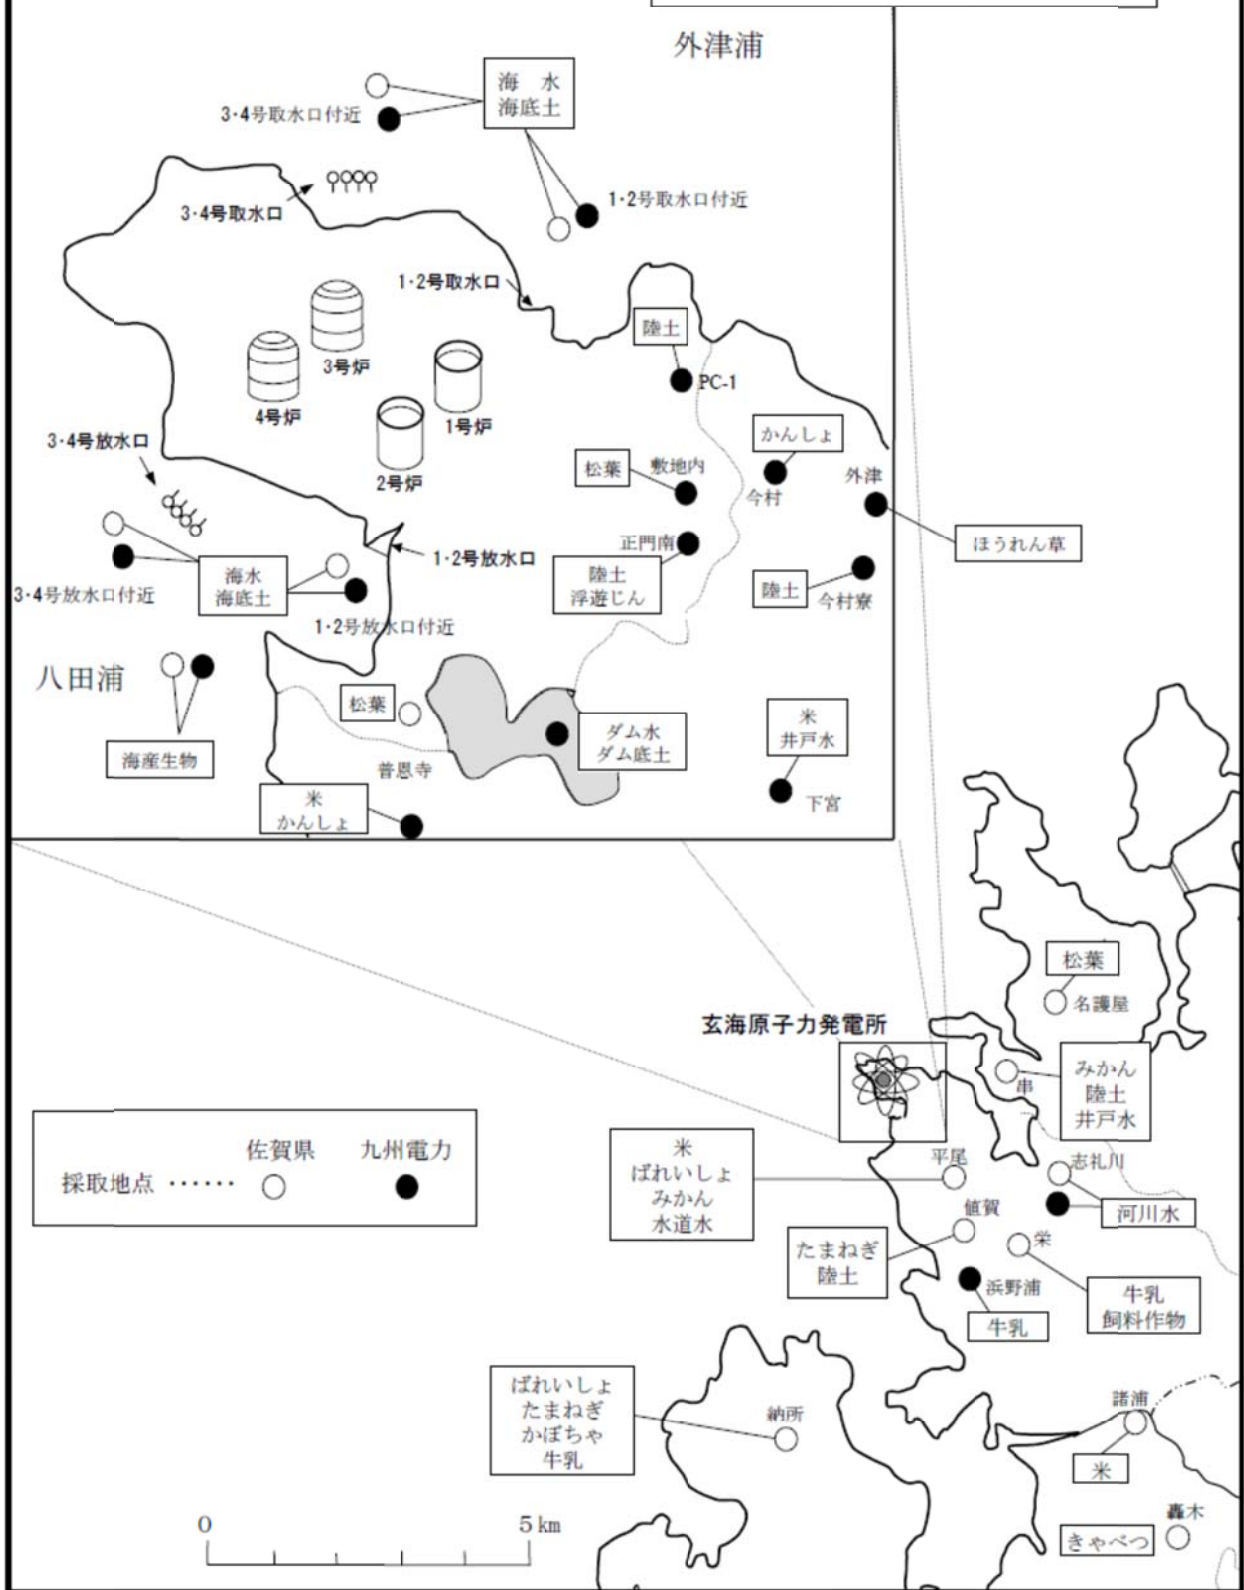 外津浦
海　水
海底土
3・4号取水口付近
1・2号取水口付近
3・4号取水口
1・2号取水口
陸土
PC-1
3号炉
4号炉
1号炉
2号炉
かんしょ
今村
松葉
敷地内
外津
ほうれん草
3・4号放水口
正門南
陸土
浮遊じん
陸土
今村寮
1・2号放水口
海水
海底土
3・4号放水口付近
1・2号放水口付近
八田浦
海産生物
松葉
普恩寺
ダム水
ダム底土
米
井戸水
下宮
米
かんしょ
松葉
名護屋
玄海原子力発電所
串
みかん
陸土
井戸水
佐賀県
九州電力
採取地点 ‥‥‥
米
ばれいしょ
みかん
水道水
平尾
志礼川
河川水
値賀
たまねぎ
陸土
栄
牛乳
飼料作物
浜野浦
牛乳
ばれいしょ
たまねぎ
かぼちゃ
牛乳
納所
諸浦
米
轟木
きゃべつ
0
5 km